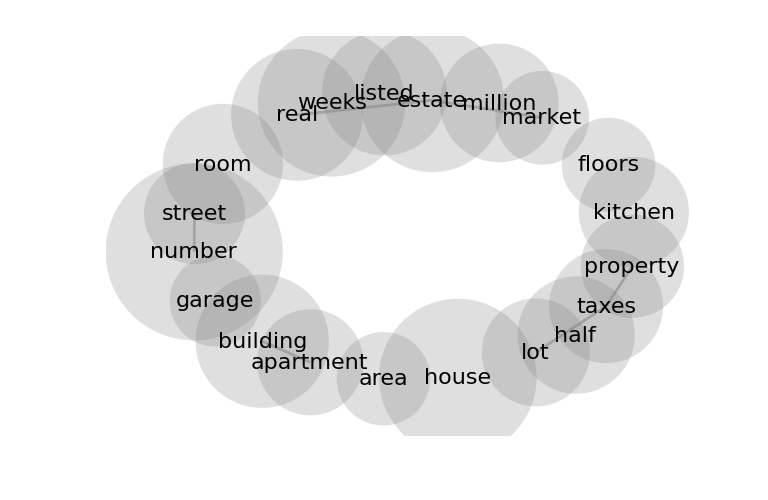 listed
weeks
estate
million
real
market
room
floors
street
kitchen
number
property
garage
taxes
half
building
lot
apartment
area
house